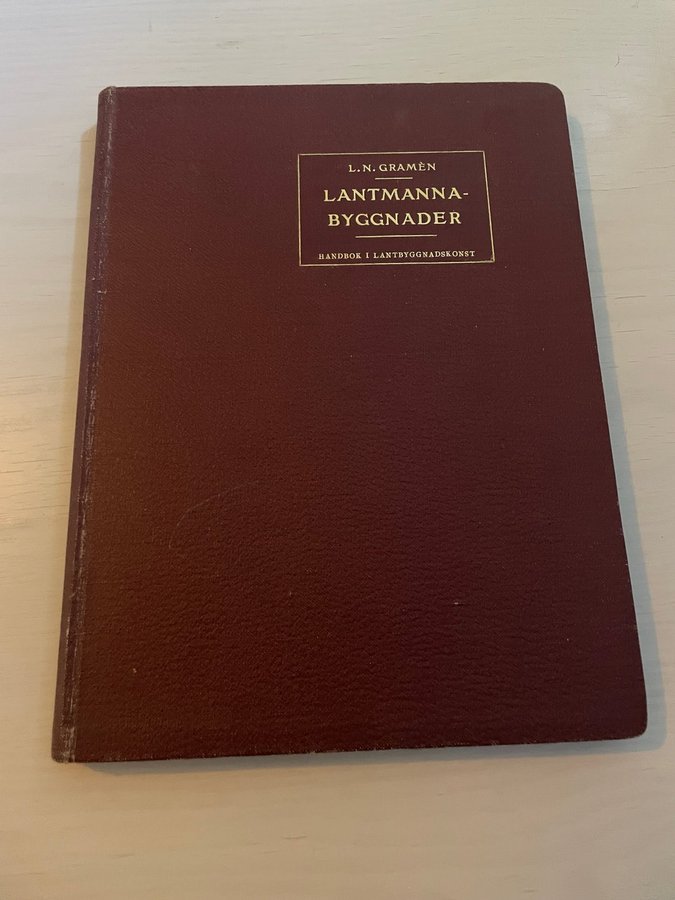 L.N. GRAMÈN
LANTMANNA-
BYGGNADER
HANDBOK I LANTBYGGNADSKONST